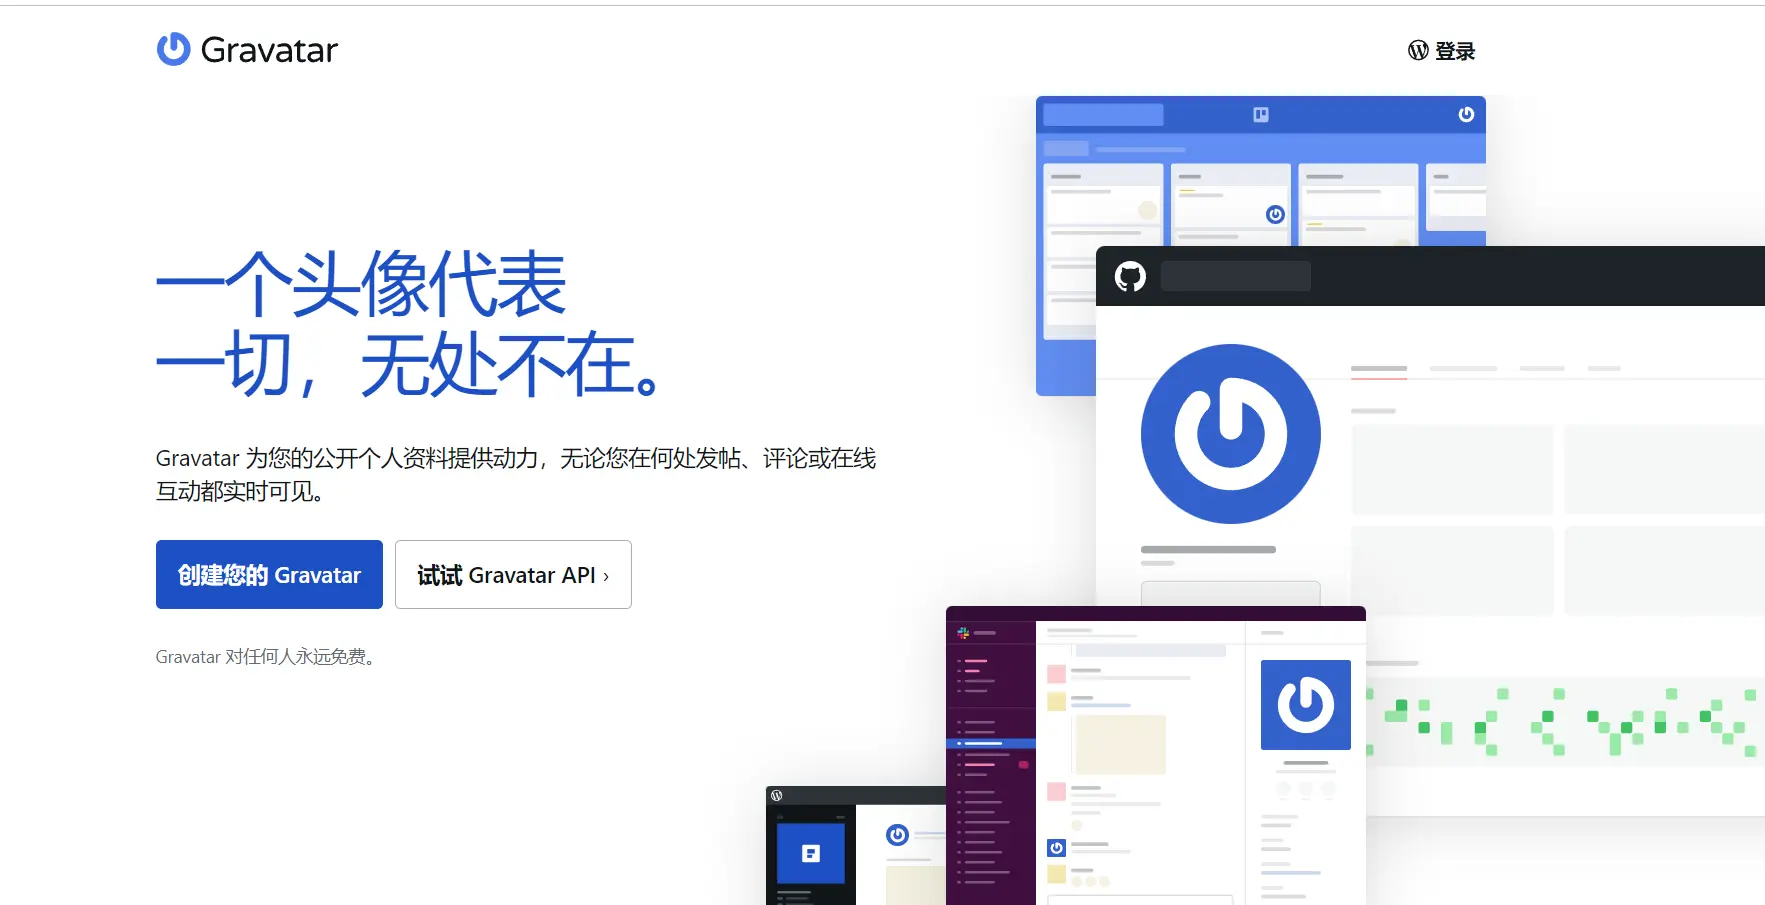 Gravatar
登录
一个头像代表
一切，无处不在。
Gravatar 为您的公开个人资料提供动力，无论您在何处发帖、评论或在线
互动都实时可见。
创建您的 Gravatar
试试 Gravatar API ›
Gravatar 对任何人永远免费。